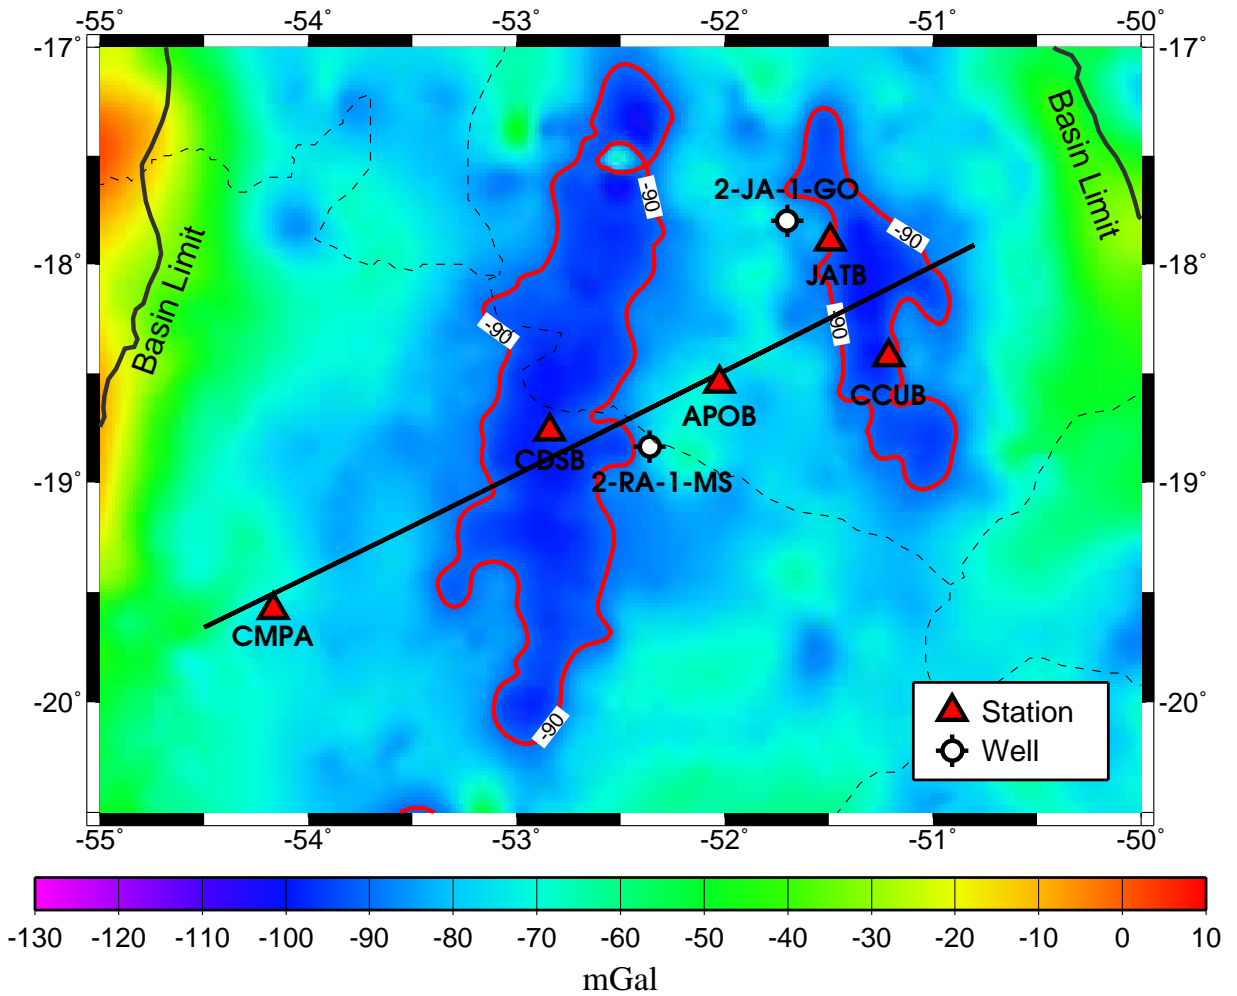 -55° -54° -53° -52° -51° -50°
-17° -17°
-18° -18°
-19° -19°
-20° -20°
-55° -54° -53° -52° -51° -50°
Basin Limit
Basin Limit
-90
-90
-90
-90
-90
2-JA-1-GO
JATB
CCUB
APOB
CDSB
2-RA-1-MS
CMPA
Station
Well
-130 -120 -110 -100 -90 -80 -70 -60 -50 -40 -30 -20 -10 0 10
mGal